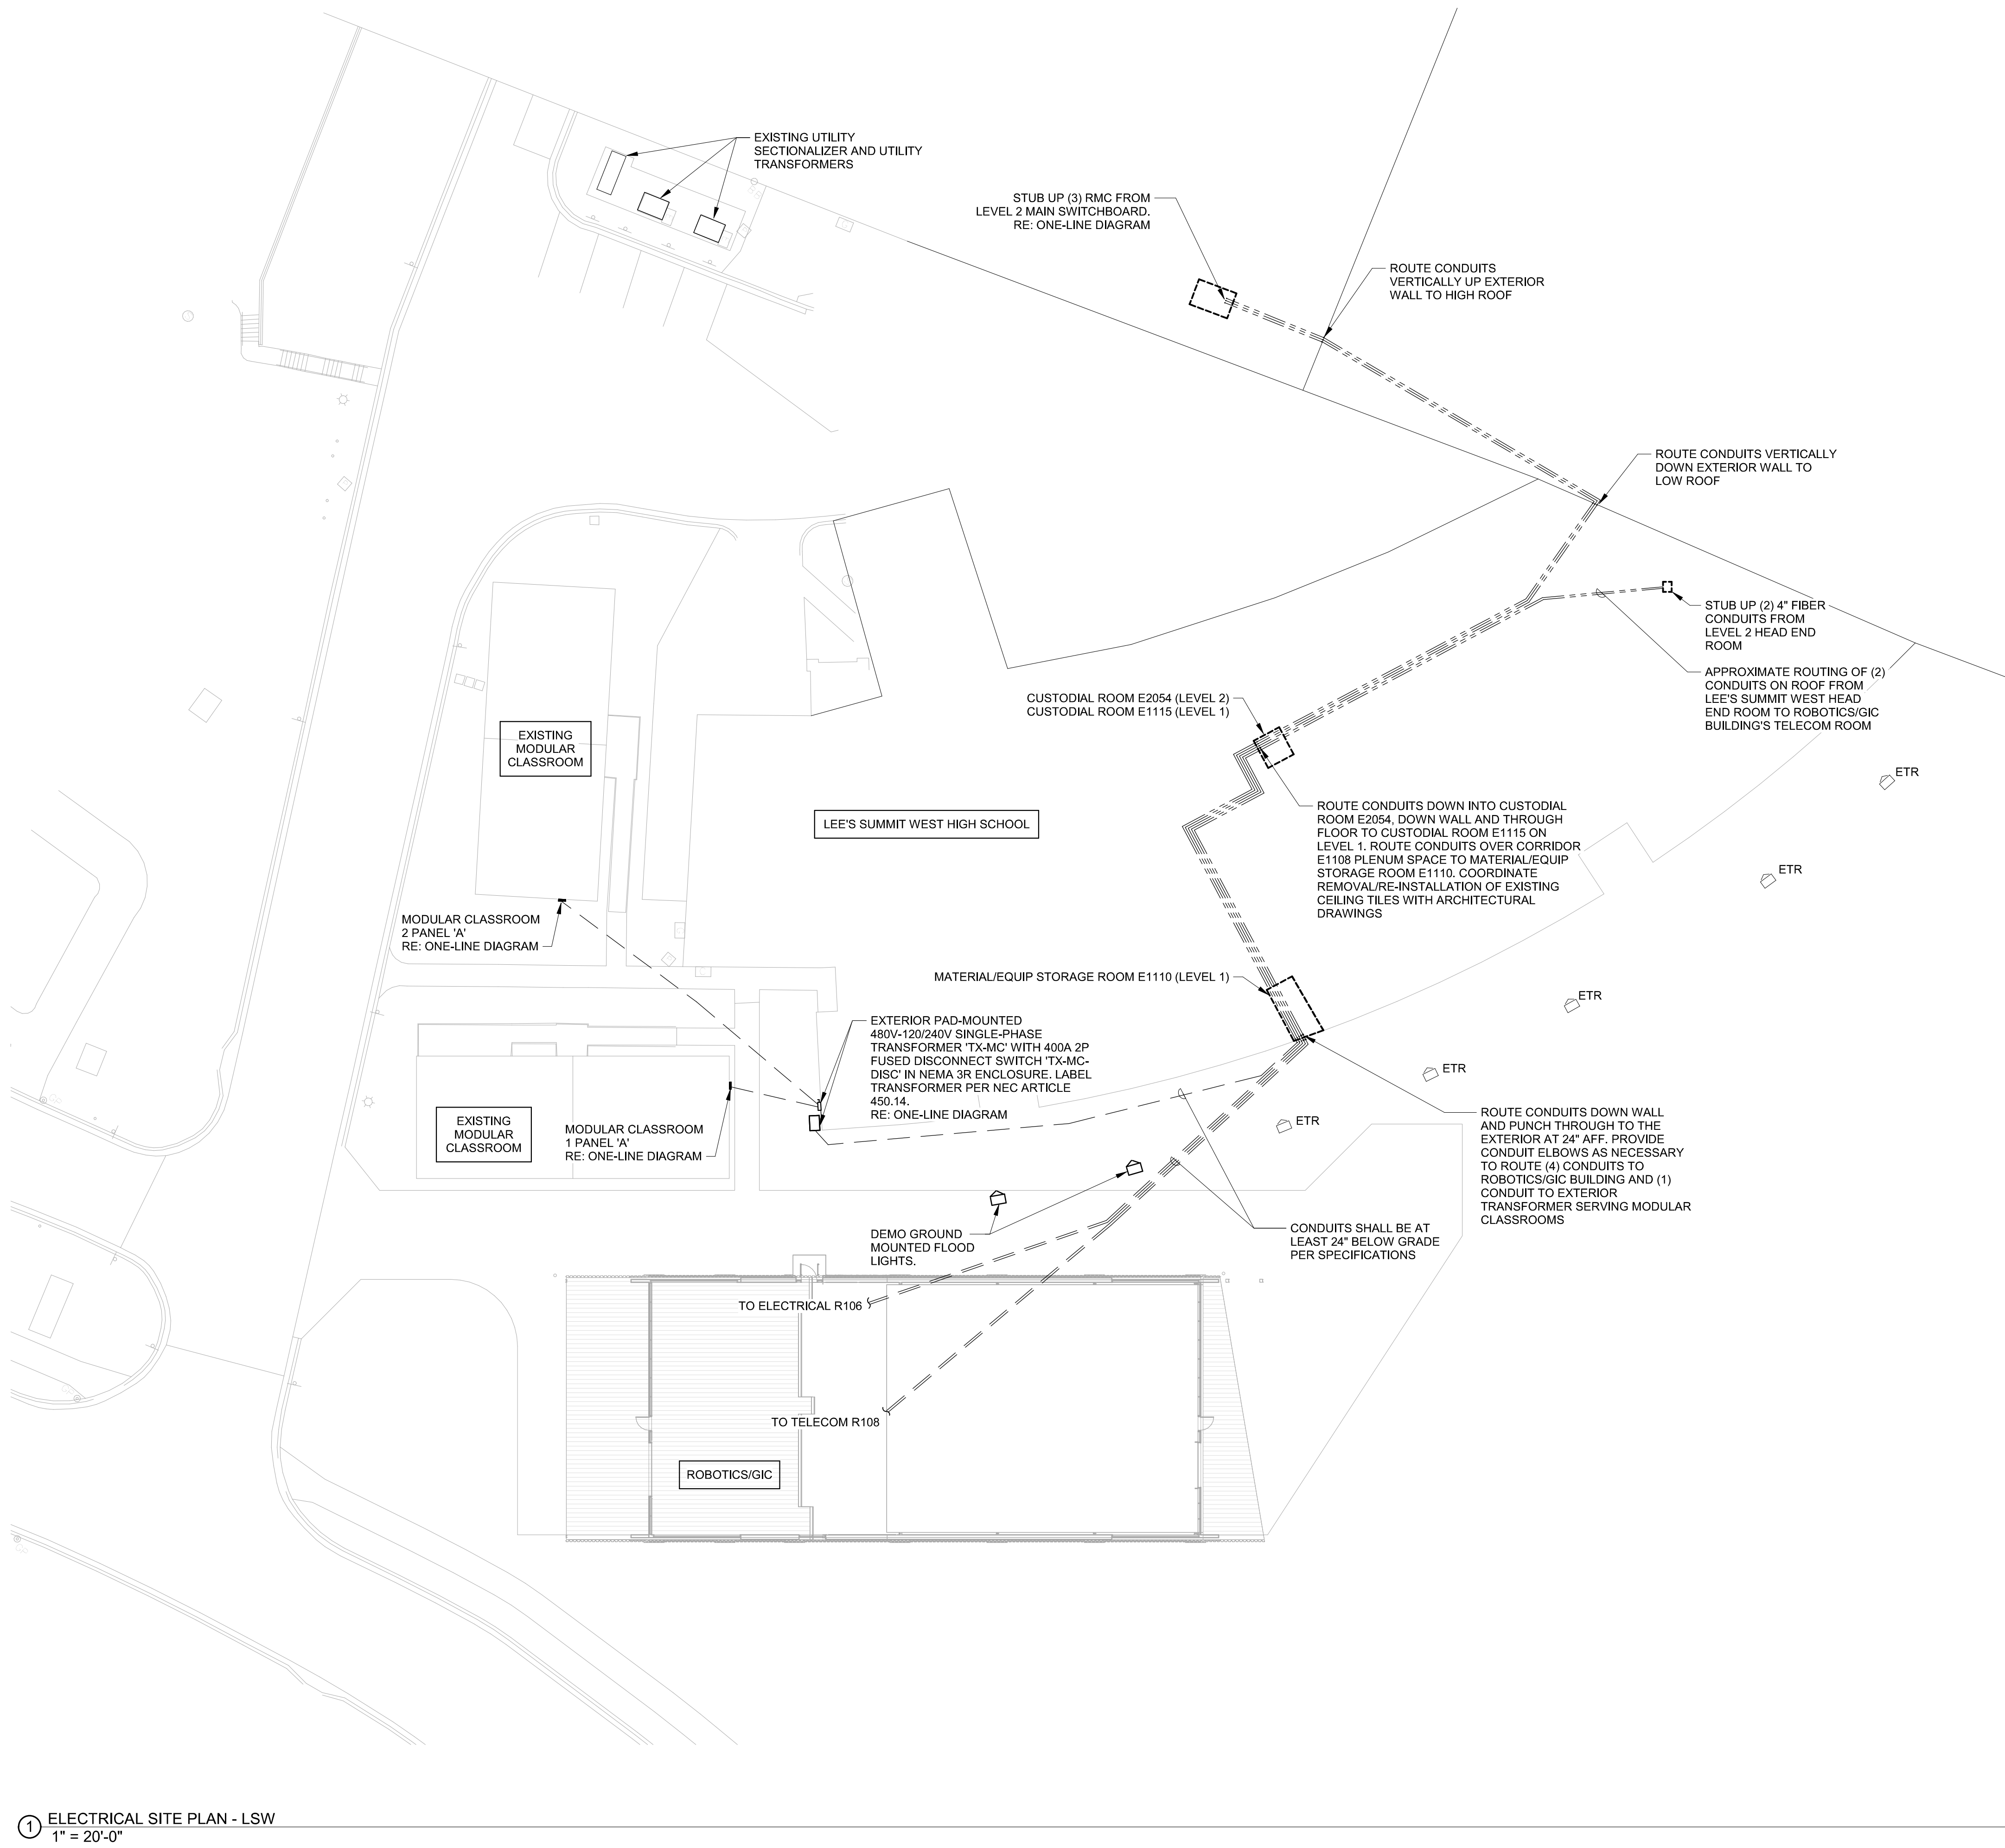 EXISTING UTILITY
SECTIONALIZER AND UTILITY
TRANSFORMERS
STUB UP (3) RMC FROM
LEVEL 2 MAIN SWITCHBOARD.
RE: ONE-LINE DIAGRAM
ROUTE CONDUITS
VERTICALLY UP EXTERIOR
WALL TO HIGH ROOF
ROUTE CONDUITS VERTICALLY
DOWN EXTERIOR WALL TO
LOW ROOF
STUB UP (2) 4" FIBER
CONDUITS FROM
LEVEL 2 HEAD END
ROOM
APPROXIMATE ROUTING OF (2)
CONDUITS ON ROOF FROM
LEE'S SUMMIT WEST HEAD
END ROOM TO ROBOTICS/GIC
BUILDING'S TELECOM ROOM
CUSTODIAL ROOM E2054 (LEVEL 2)
CUSTODIAL ROOM E1115 (LEVEL 1)
EXISTING
MODULAR
CLASSROOM
ETR
LEE'S SUMMIT WEST HIGH SCHOOL
ROUTE CONDUITS DOWN INTO CUSTODIAL
ROOM E2054, DOWN WALL AND THROUGH
FLOOR TO CUSTODIAL ROOM E1115 ON
LEVEL 1. ROUTE CONDUITS OVER CORRIDOR
E1108 PLENUM SPACE TO MATERIAL/EQUIP
STORAGE ROOM E1110. COORDINATE
REMOVAL/RE-INSTALLATION OF EXISTING
CEILING TILES WITH ARCHITECTURAL
DRAWINGS
ETR
MODULAR CLASSROOM
2 PANEL 'A'
RE: ONE-LINE DIAGRAM
MATERIAL/EQUIP STORAGE ROOM E1110 (LEVEL 1)
ETR
EXTERIOR PAD-MOUNTED
480V-120/240V SINGLE-PHASE
TRANSFORMER 'TX-MC' WITH 400A 2P
FUSED DISCONNECT SWITCH 'TX-MC-
DISC' IN NEMA 3R ENCLOSURE. LABEL
TRANSFORMER PER NEC ARTICLE
450.14.
RE: ONE-LINE DIAGRAM
ETR
EXISTING
MODULAR
CLASSROOM
MODULAR CLASSROOM
1 PANEL 'A'
RE: ONE-LINE DIAGRAM
ETR
ROUTE CONDUITS DOWN WALL
AND PUNCH THROUGH TO THE
EXTERIOR AT 24" AFF. PROVIDE
CONDUIT ELBOWS AS NECESSARY
TO ROUTE (4) CONDUITS TO
ROBOTICS/GIC BUILDING AND (1)
CONDUIT TO EXTERIOR
TRANSFORMER SERVING MODULAR
CLASSROOMS
DEMO GROUND
MOUNTED FLOOD
LIGHTS.
CONDUITS SHALL BE AT
LEAST 24" BELOW GRADE
PER SPECIFICATIONS
TO ELECTRICAL R106
TO TELECOM R108
ROBOTICS/GIC
1
ELECTRICAL SITE PLAN - LSW
1" = 20'-0"